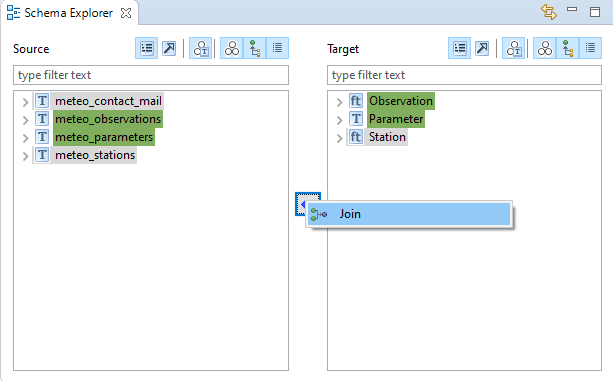 Schema Explorer
Source
Target
type filter text
type filter text
T meteo_contact_mail
T meteo_observations
T meteo_parameters
T meteo_stations
ft Observation
T Parameter
ft Station
Join